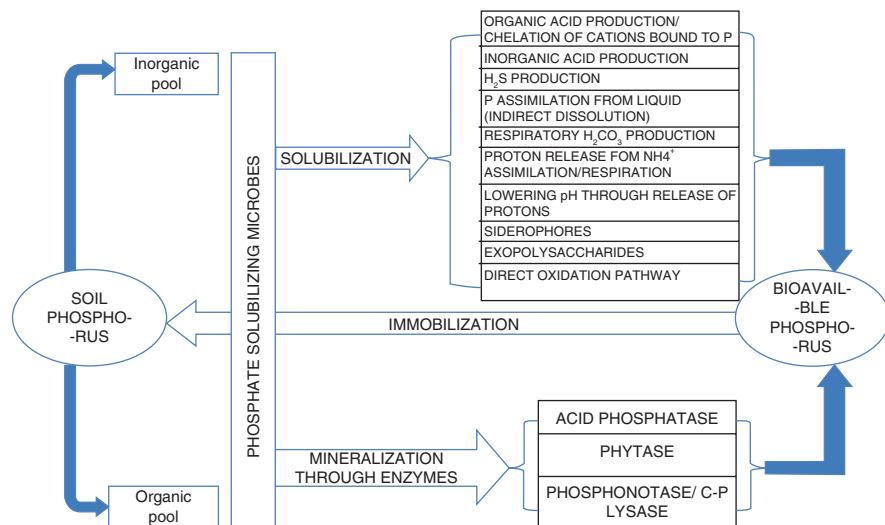 Inorganic
pool
SOIL
PHOSPHO-
-RUS
Organic
pool
PHOSPHATE SOLUBILIZING MICROBES
SOLUBILIZATION
ORGANIC ACID PRODUCTION/
CHELATION OF CATIONS BOUND TO P
INORGANIC ACID PRODUCTION
H₂S PRODUCTION
P ASSIMILATION FROM LIQUID
(INDIRECT DISSOLUTION)
RESPIRATORY H₂CO₃ PRODUCTION
PROTON RELEASE FOM NH4⁺
ASSIMILATION/RESPIRATION
LOWERING pH THROUGH RELEASE OF
PROTONS
SIDEROPHORES
EXOPOLYSACCHARIDES
DIRECT OXIDATION PATHWAY
IMMOBILIZATION
BIOAVAIL-
-BLE
PHOSPHO-
-RUS
MINERALIZATION
THROUGH ENZYMES
ACID PHOSPHATASE
PHYTASE
PHOSPHONOTASE/ C-P
LYSASE